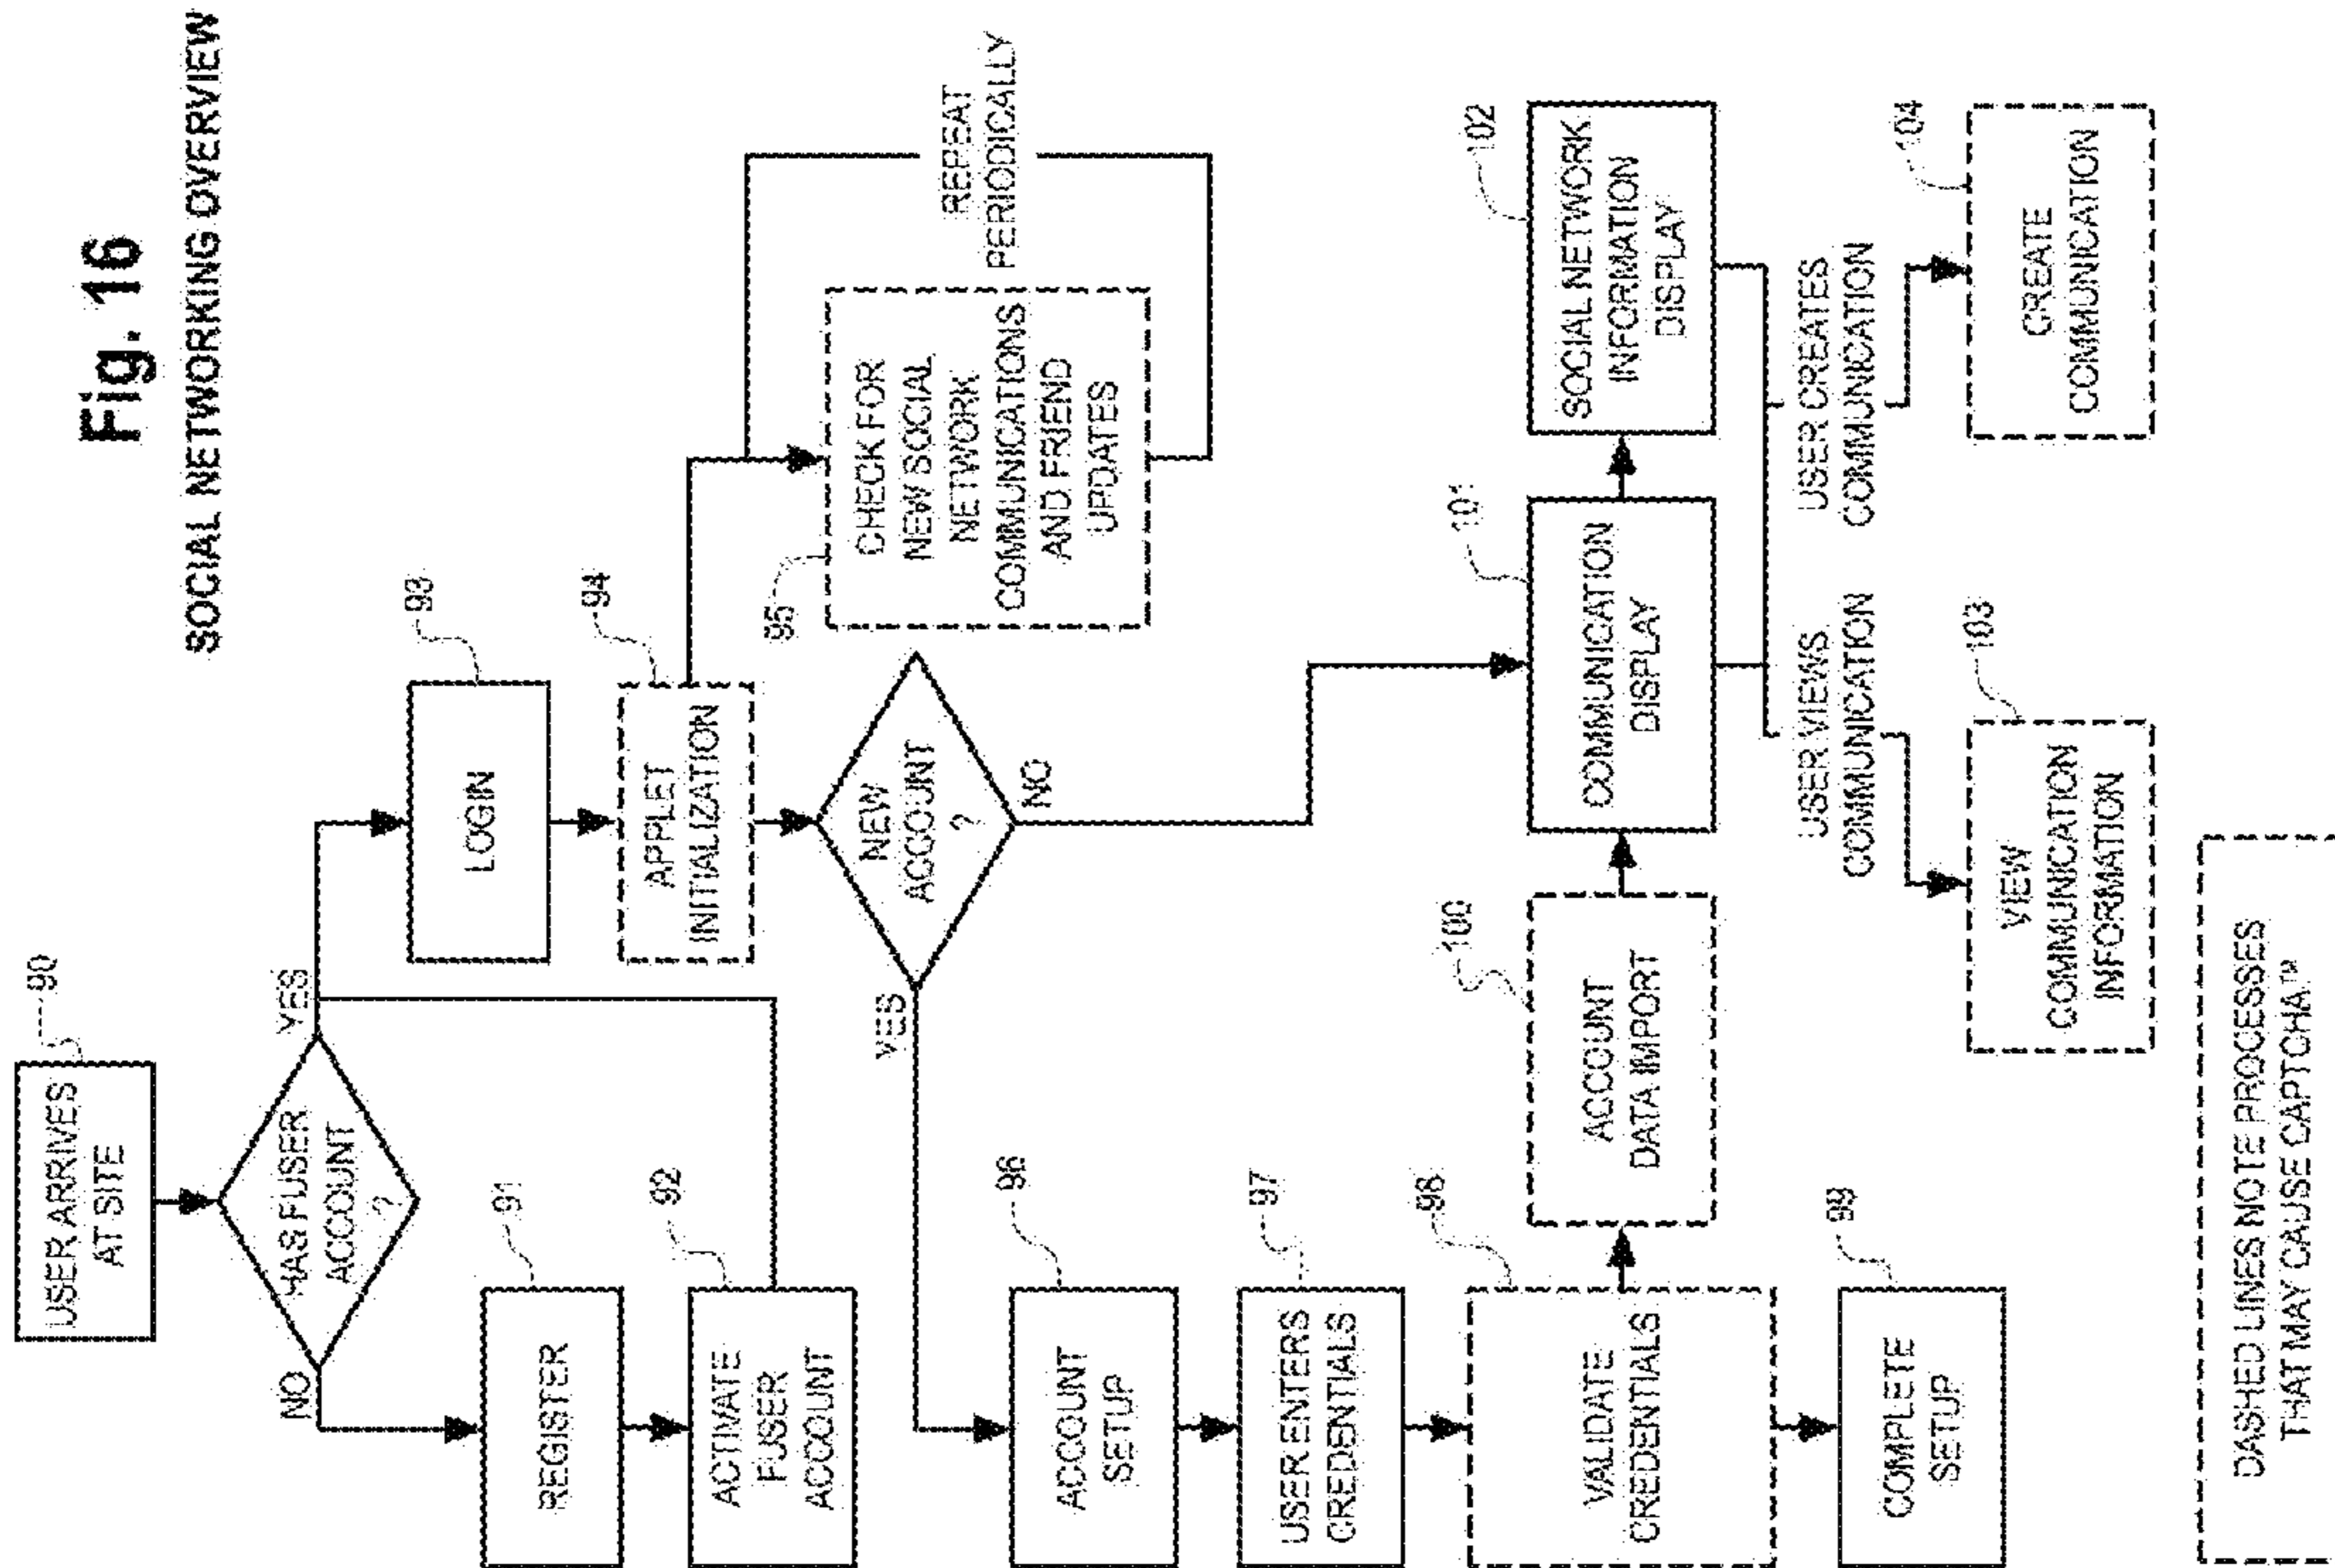 Fig. 16
SOCIAL NETWORKING OVERVIEW
90
USER ARRIVES
AT SITE
HAS FUSER
ACCOUNT
?
NO
YES
91
REGISTER
92
ACTIVATE
FUSER
ACCOUNT
93
LOGIN
94
APPLET
INITIALIZATION
95
CHECK FOR
NEW SOCIAL
NETWORK
COMMUNICATIONS
AND FRIEND
UPDATES
REPEAT
PERIODICALLY
NEW
ACCOUNT
?
YES
NO
96
ACCOUNT
SETUP
97
USER ENTERS
CREDENTIALS
98
VALIDATE
CREDENTIALS
99
COMPLETE
SETUP
100
ACCOUNT
DATA IMPORT
101
COMMUNICATION
DISPLAY
102
SOCIAL NETWORK
INFORMATION
DISPLAY
USER VIEWS
COMMUNICATION
USER CREATES
COMMUNICATION
103
VIEW
COMMUNICATION
INFORMATION
104
CREATE
COMMUNICATION
DASHED LINES NOTE PROCESSES
THAT MAY CAUSE CAPTCHA™